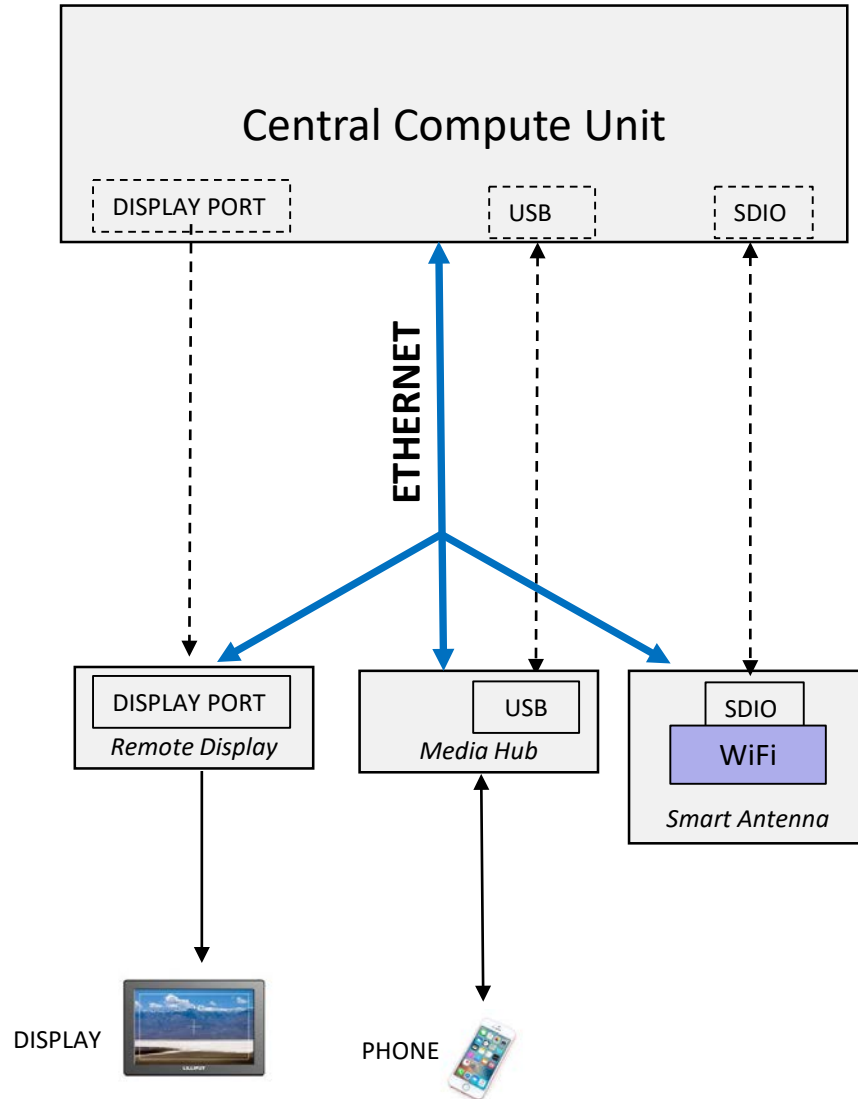 Central Compute Unit
DISPLAY PORT
USB
SDIO
ETHERNET
DISPLAY PORT
Remote Display
USB
Media Hub
SDIO
WiFi
Smart Antenna
DISPLAY
LILLIPUT
PHONE